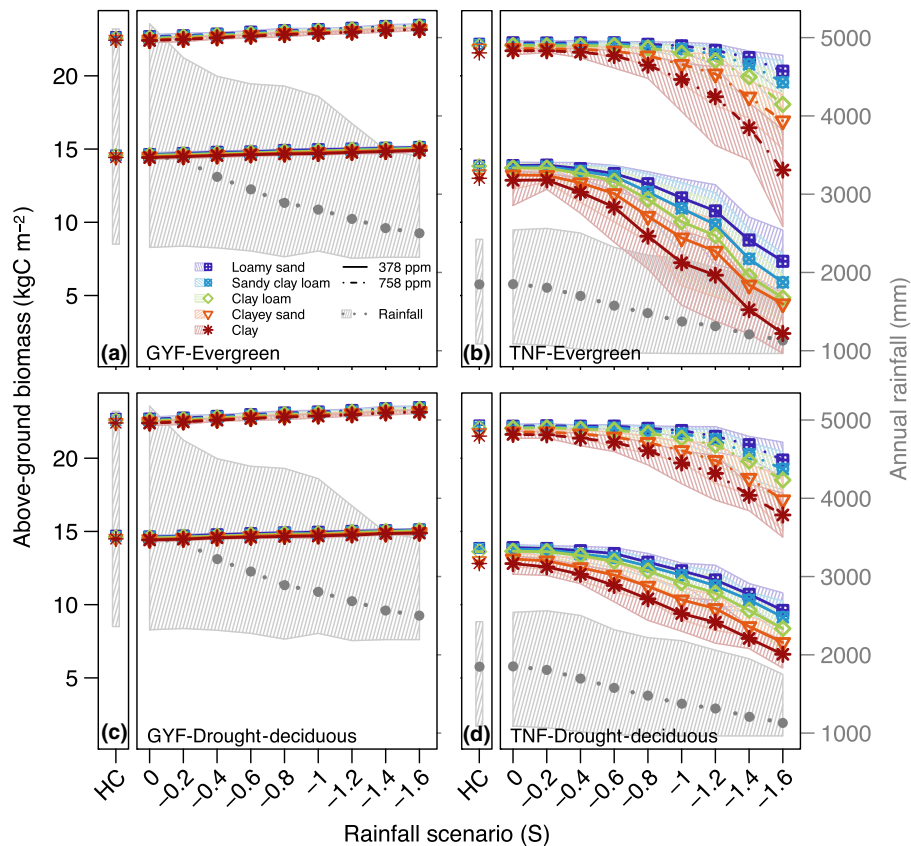 Above-ground biomass (kgC m−2)
20
15
10
5
Loamy sand
Sandy clay loam
Clay loam
Clayey sand
Clay
378 ppm
758 ppm
Rainfall
(a)
GYF-Evergreen
(b)
TNF-Evergreen
5000
4000
3000
2000
1000
Annual rainfall (mm)
20
15
10
5
(c)
GYF-Drought-deciduous
(d)
TNF-Drought-deciduous
5000
4000
3000
2000
1000
HC
0
−0.2
−0.4
−0.6
−0.8
−1
−1.2
−1.4
−1.6
HC
0
−0.2
−0.4
−0.6
−0.8
−1
−1.2
−1.4
−1.6
Rainfall scenario (S)